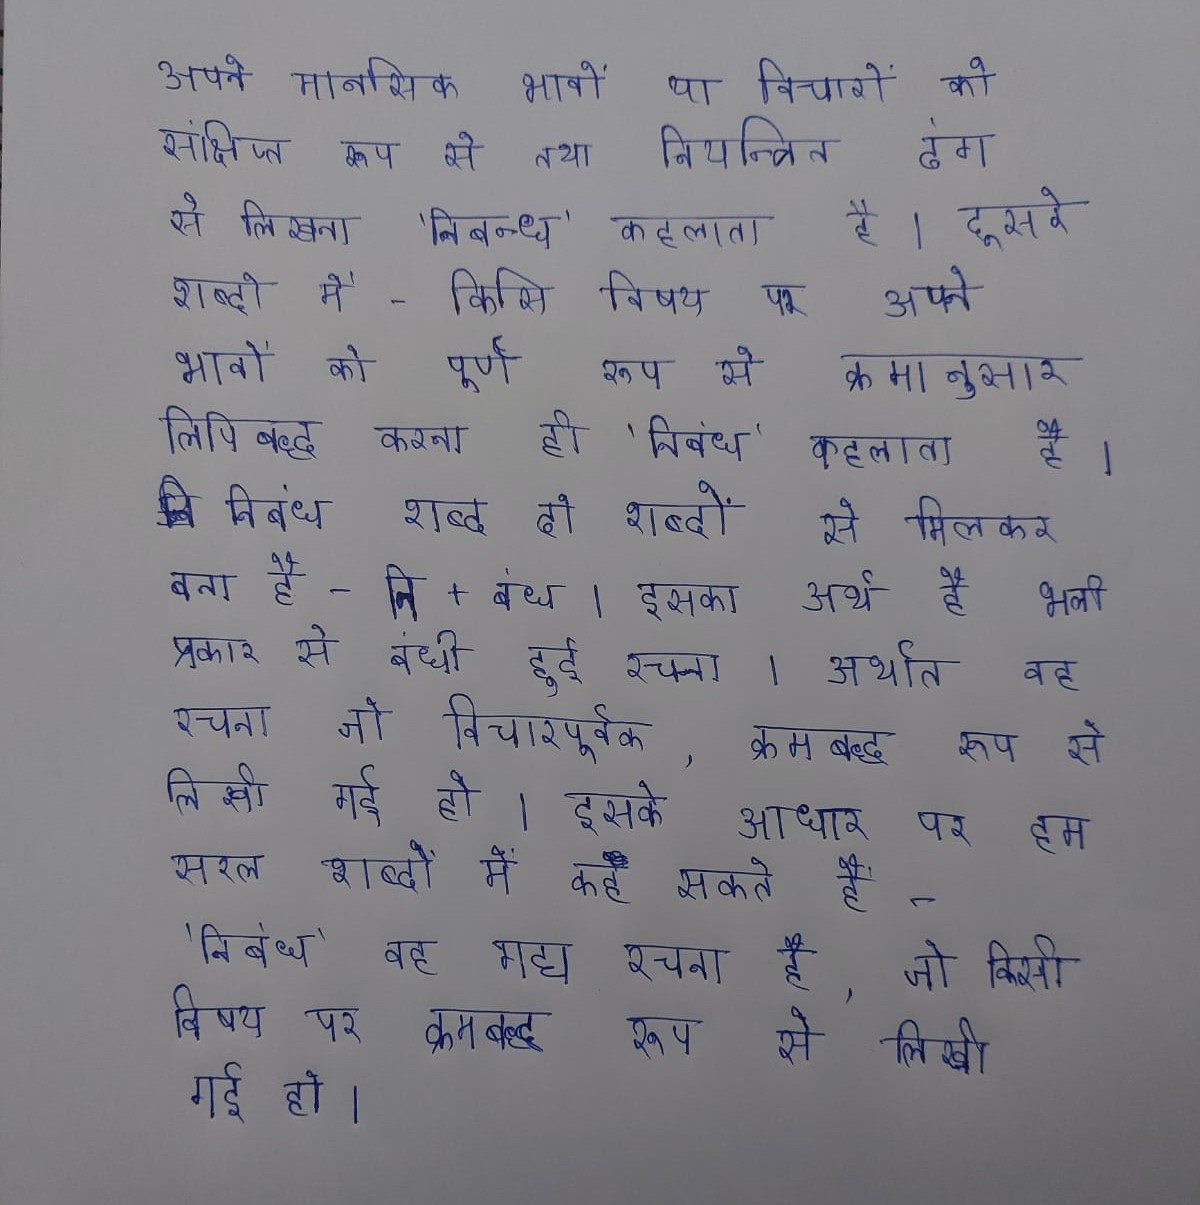 अपने मानसिक भावों या विचारों को
संक्षिप्त रूप से तथा नियन्त्रित ढंग
से लिखना 'निबन्ध' कहलाता है । दूसरे
शब्दो में - किसि विषय पर अपने
भावों को पूर्ण रूप से क्रमानुसार
लिपिबद्ध करना ही 'निबंध' कहलाता है ।
निबंध शब्द दो शब्दों से मिलकर
बना है - नि + बंध । इसका अर्थ है भली
प्रकार से बंधी हुई रचना । अर्थात वह
रचना जो विचारपूर्वक , क्रमबद्ध रूप से
लिखी गई हो । इसके आधार पर हम
सरल शब्दों में कह सकते हैं -
'निबंध' वह गद्य रचना है , जो किसी
विषय पर क्रमबद्ध रूप से लिखी
गई हो ।